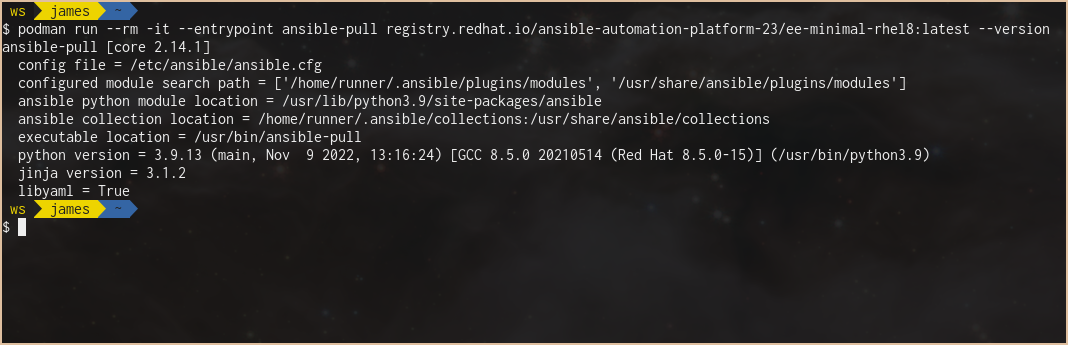 ws james ~
$ podman run --rm -it --entrypoint ansible-pull registry.redhat.io/ansible-automation-platform-23/ee-minimal-rhel8:latest --version
ansible-pull [core 2.14.1]
  config file = /etc/ansible/ansible.cfg
  configured module search path = ['/home/runner/.ansible/plugins/modules', '/usr/share/ansible/plugins/modules']
  ansible python module location = /usr/lib/python3.9/site-packages/ansible
  ansible collection location = /home/runner/.ansible/collections:/usr/share/ansible/collections
  executable location = /usr/bin/ansible-pull
  python version = 3.9.13 (main, Nov  9 2022, 13:16:24) [GCC 8.5.0 20210514 (Red Hat 8.5.0-15)] (/usr/bin/python3.9)
  jinja version = 3.1.2
  libyaml = True
ws james ~
$